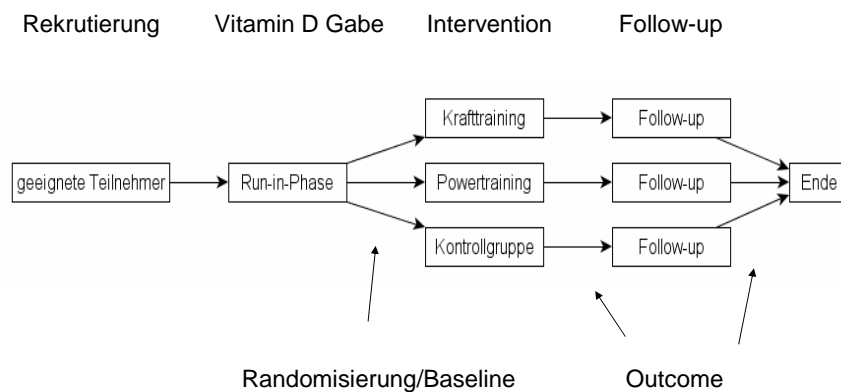 Rekrutierung Vitamin D Gabe Intervention Follow-up
Krafttraining Follow-up
geeignete Teilnehmer Run-in-Phase Powertraining Follow-up Ende
Kontrollgruppe Follow-up
Randomisierung/Baseline Outcome